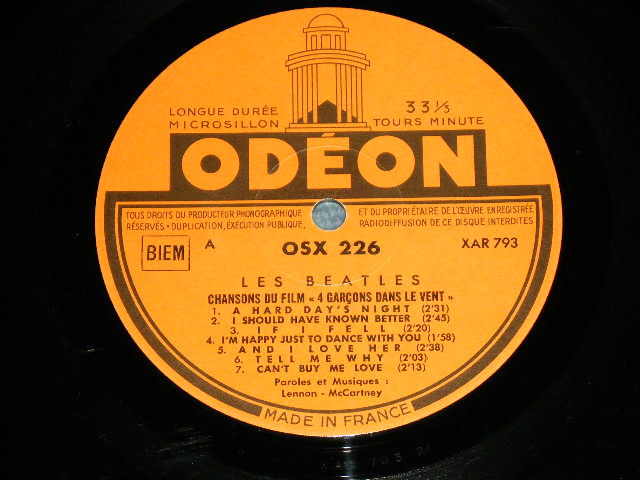 LONGUE DURÉE
MICROSILLON
33 1/3
TOURS MINUTE
ODÉON
TOUS DROITS DU PRODUCTEUR PHONOGRAPHIQUE
RÉSERVÉS • DUPLICATION, EXÉCUTION PUBLIQUE,
ET DU PROPRIÉTAIRE DE L'ŒUVRE ENREGISTRÉE
RADIODIFFUSION DE CE DISQUE INTERDITES
BIEM
A
OSX 226
XAR 793
LES BEATLES
CHANSONS DU FILM « 4 GARÇONS DANS LE VENT »
1. A HARD DAY'S NIGHT (2'31)
2. I SHOULD HAVE KNOWN BETTER (2'45)
3. IF I FELL (2'20)
4. I'M HAPPY JUST TO DANCE WITH YOU (1'58)
5. AND I LOVE HER (2'38)
6. TELL ME WHY (2'03)
7. CAN'T BUY ME LOVE (2'13)
Paroles et Musiques :
Lennon - McCartney
MADE IN FRANCE